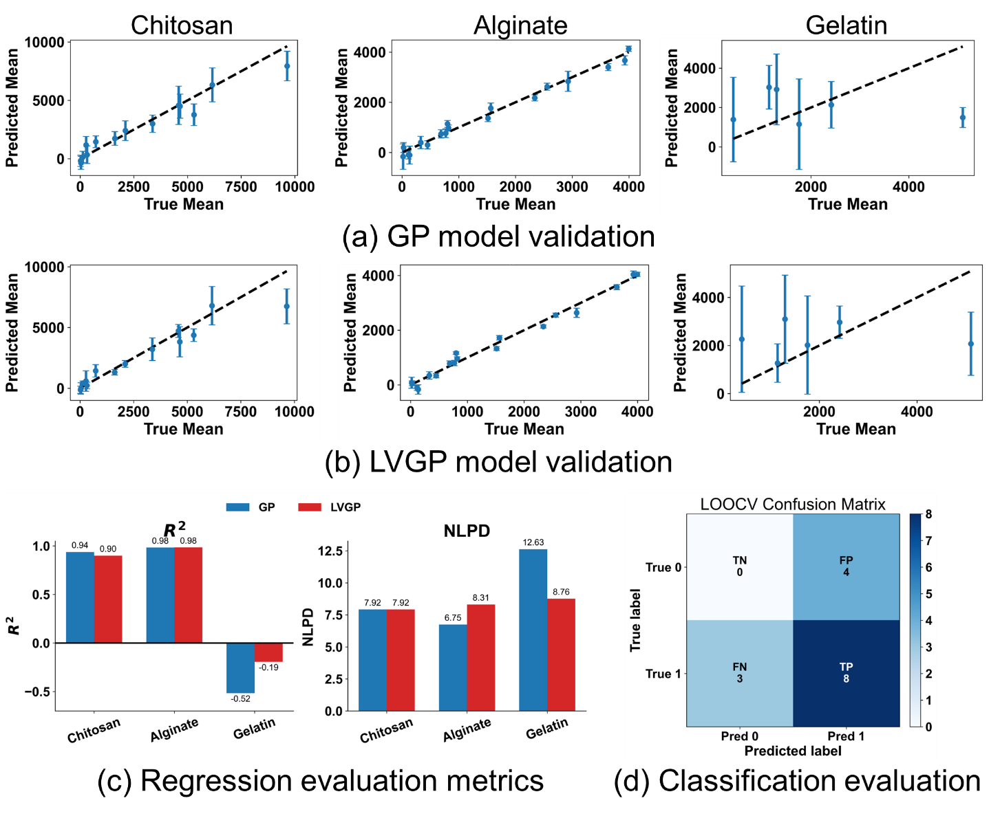 Chitosan
Alginate
Gelatin
Predicted Mean
10000
5000
0
0
2500
5000
7500
10000
True Mean
Predicted Mean
4000
2000
0
0
1000
2000
3000
4000
True Mean
Predicted Mean
4000
2000
0
2000
4000
True Mean
(a) GP model validation
Predicted Mean
10000
5000
0
0
2500
5000
7500
10000
True Mean
Predicted Mean
4000
2000
0
0
1000
2000
3000
4000
True Mean
Predicted Mean
4000
2000
0
2000
4000
True Mean
(b) LVGP model validation
GP
LVGP
R²
R²
1.0
0.5
0.0
−0.5
0.94
0.90
0.98
0.98
-0.52
-0.19
Chitosan
Alginate
Gelatin
NLPD
NLPD
12.5
10.0
7.5
5.0
2.5
0.0
7.92
7.92
6.75
8.31
12.63
8.76
Chitosan
Alginate
Gelatin
(c) Regression evaluation metrics
LOOCV Confusion Matrix
True label
True 0
True 1
TN
0
FP
4
FN
3
TP
8
Pred 0
Pred 1
Predicted label
8
7
6
5
4
3
2
1
0
(d) Classification evaluation